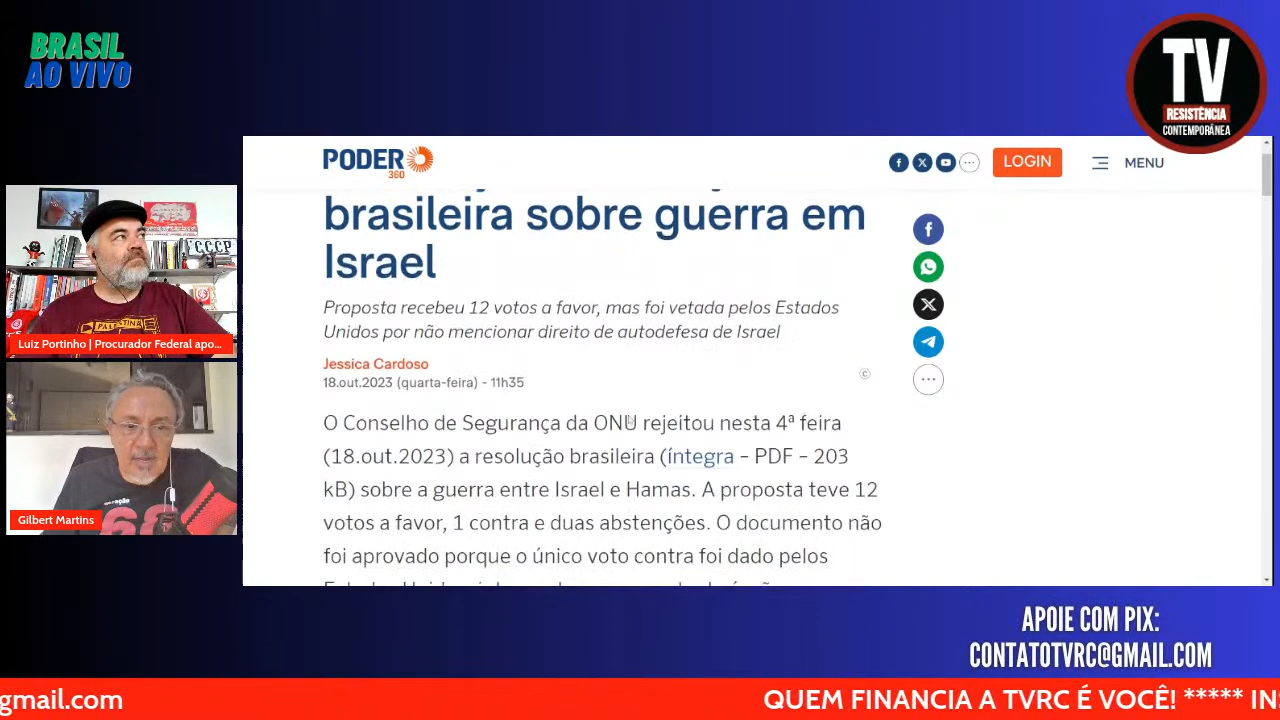 BRASIL
AO VIVO
TV
RESISTÊNCIA
CONTEMPORÂNEA
PODER
360
LOGIN
MENU
brasileira sobre guerra em
Israel
Proposta recebeu 12 votos a favor, mas foi vetada pelos Estados
Unidos por não mencionar direito de autodefesa de Israel
Jessica Cardoso
18.out.2023 (quarta-feira) - 11h35
O Conselho de Segurança da ONU rejeitou nesta 4ª feira
(18.out.2023) a resolução brasileira (íntegra – PDF – 203
kB) sobre a guerra entre Israel e Hamas. A proposta teve 12
votos a favor, 1 contra e duas abstenções. O documento não
foi aprovado porque o único voto contra foi dado pelos
CCCP
PALESTINA
Luiz Portinho | Procurador Federal apo...
Gilbert Martins
APOIE COM PIX:
CONTATOTVRC@GMAIL.COM
gmail.com
QUEM FINANCIA A TVRC É VOCÊ! ***** INS